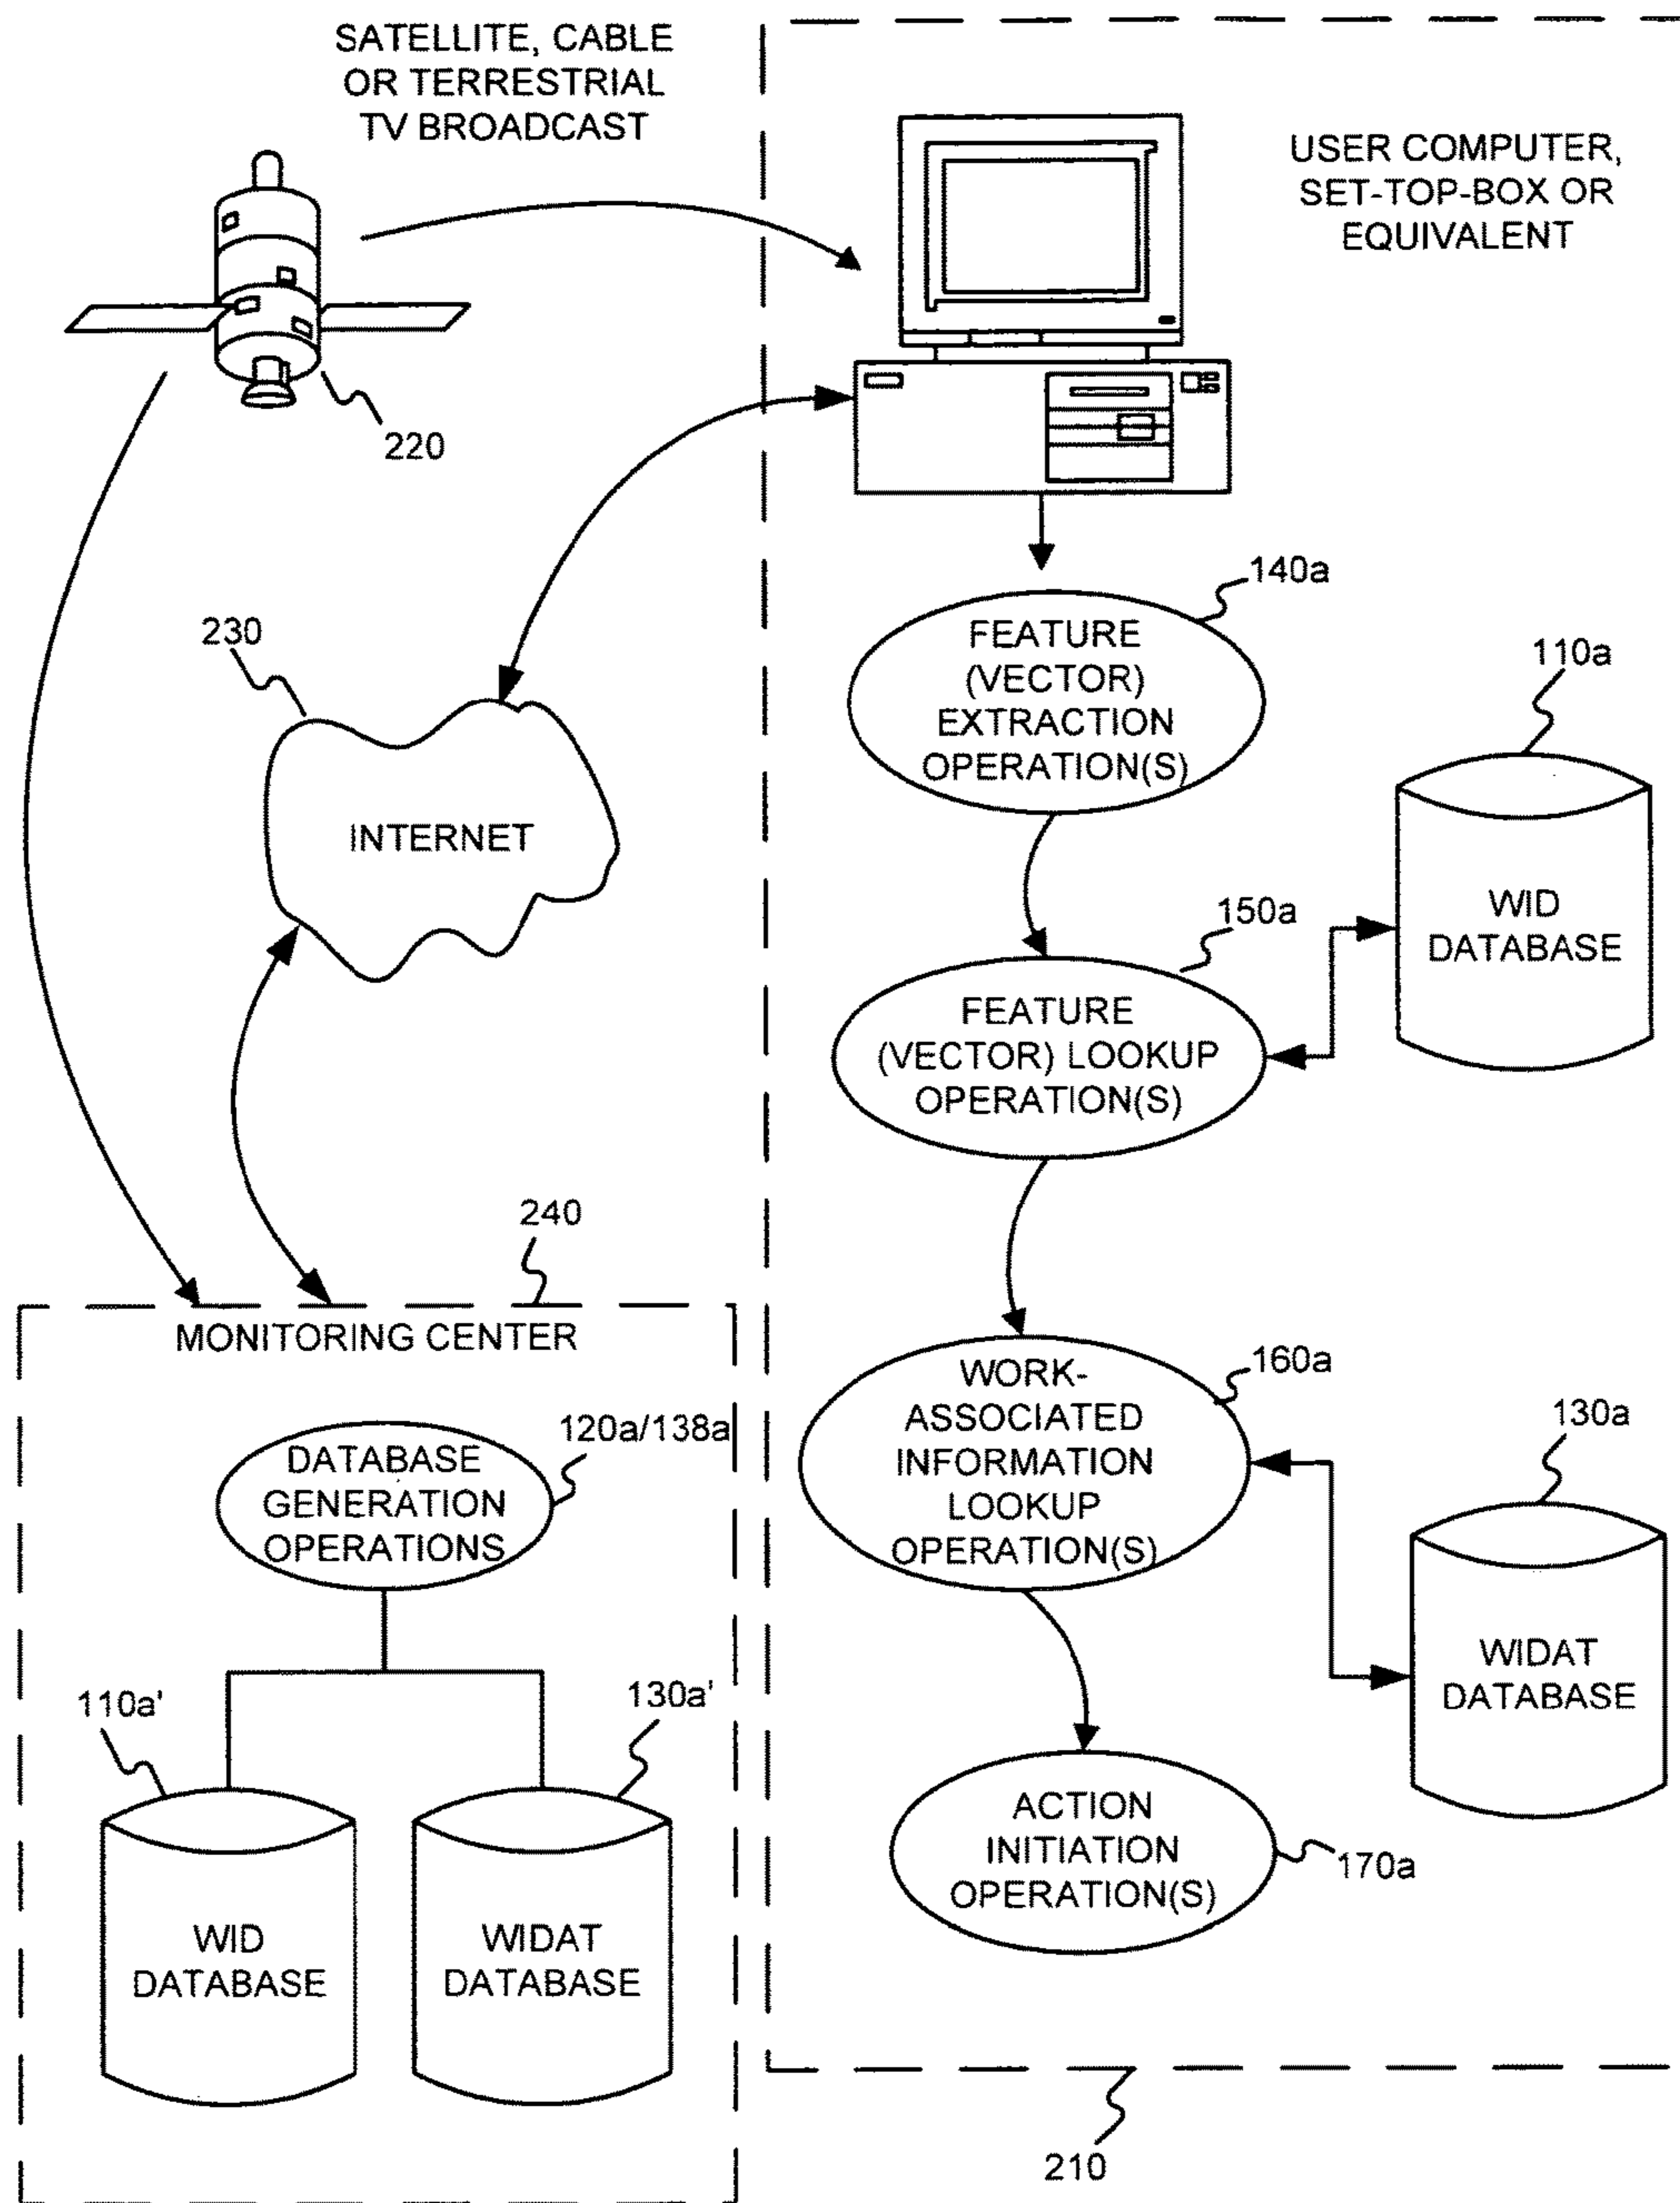 SATELLITE, CABLE
OR TERRESTRIAL
TV BROADCAST
USER COMPUTER,
SET-TOP-BOX OR
EQUIVALENT
220
140a
FEATURE
(VECTOR)
EXTRACTION
OPERATION(S)
230
INTERNET
110a
WID
DATABASE
150a
FEATURE
(VECTOR) LOOKUP
OPERATION(S)
240
MONITORING CENTER
160a
WORK-
ASSOCIATED
INFORMATION
LOOKUP
OPERATION(S)
130a
WIDAT
DATABASE
120a/138a
DATABASE
GENERATION
OPERATIONS
110a'
130a'
WID
DATABASE
WIDAT
DATABASE
ACTION
INITIATION
OPERATION(S)
170a
210